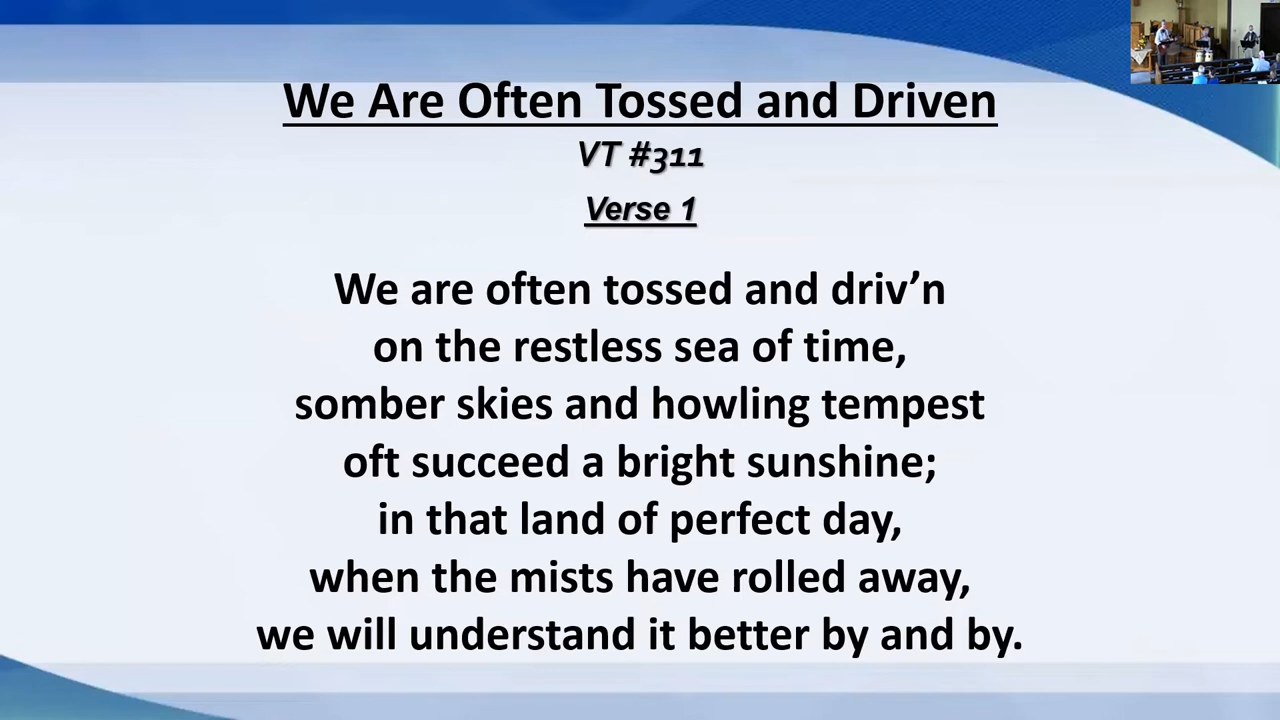 We Are Often Tossed and Driven
VT #311
Verse 1
We are often tossed and driv’n
on the restless sea of time,
somber skies and howling tempest
oft succeed a bright sunshine;
in that land of perfect day,
when the mists have rolled away,
we will understand it better by and by.